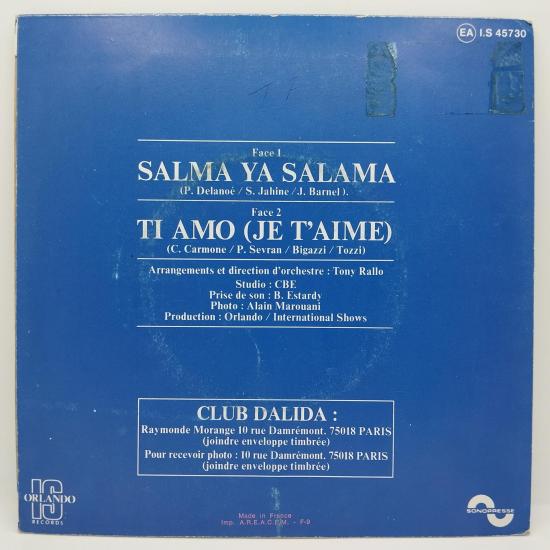 EA I.S 45730
Face 1
SALMA YA SALAMA
(P. Delanoé / S. Jahine / J. Barnel ).
Face 2
TI AMO (JE T'AIME)
(C. Carmone / P. Sevran / Bigazzi / Tozzi)
Arrangements et direction d'orchestre : Tony Rallo
Studio : CBE
Prise de son : B. Estardy
Photo : Alain Marouani
Production : Orlando / International Shows
CLUB DALIDA :
Raymonde Morange 10 rue Damrémont. 75018 PARIS
(joindre enveloppe timbrée)
Pour recevoir photo : 10 rue Damrémont. 75018 PARIS
(joindre enveloppe timbrée)
IS
ORLANDO
RECORDS
SONOPRESSE
Made in France
Imp. A.R.E.A.C.E.M. - F-9